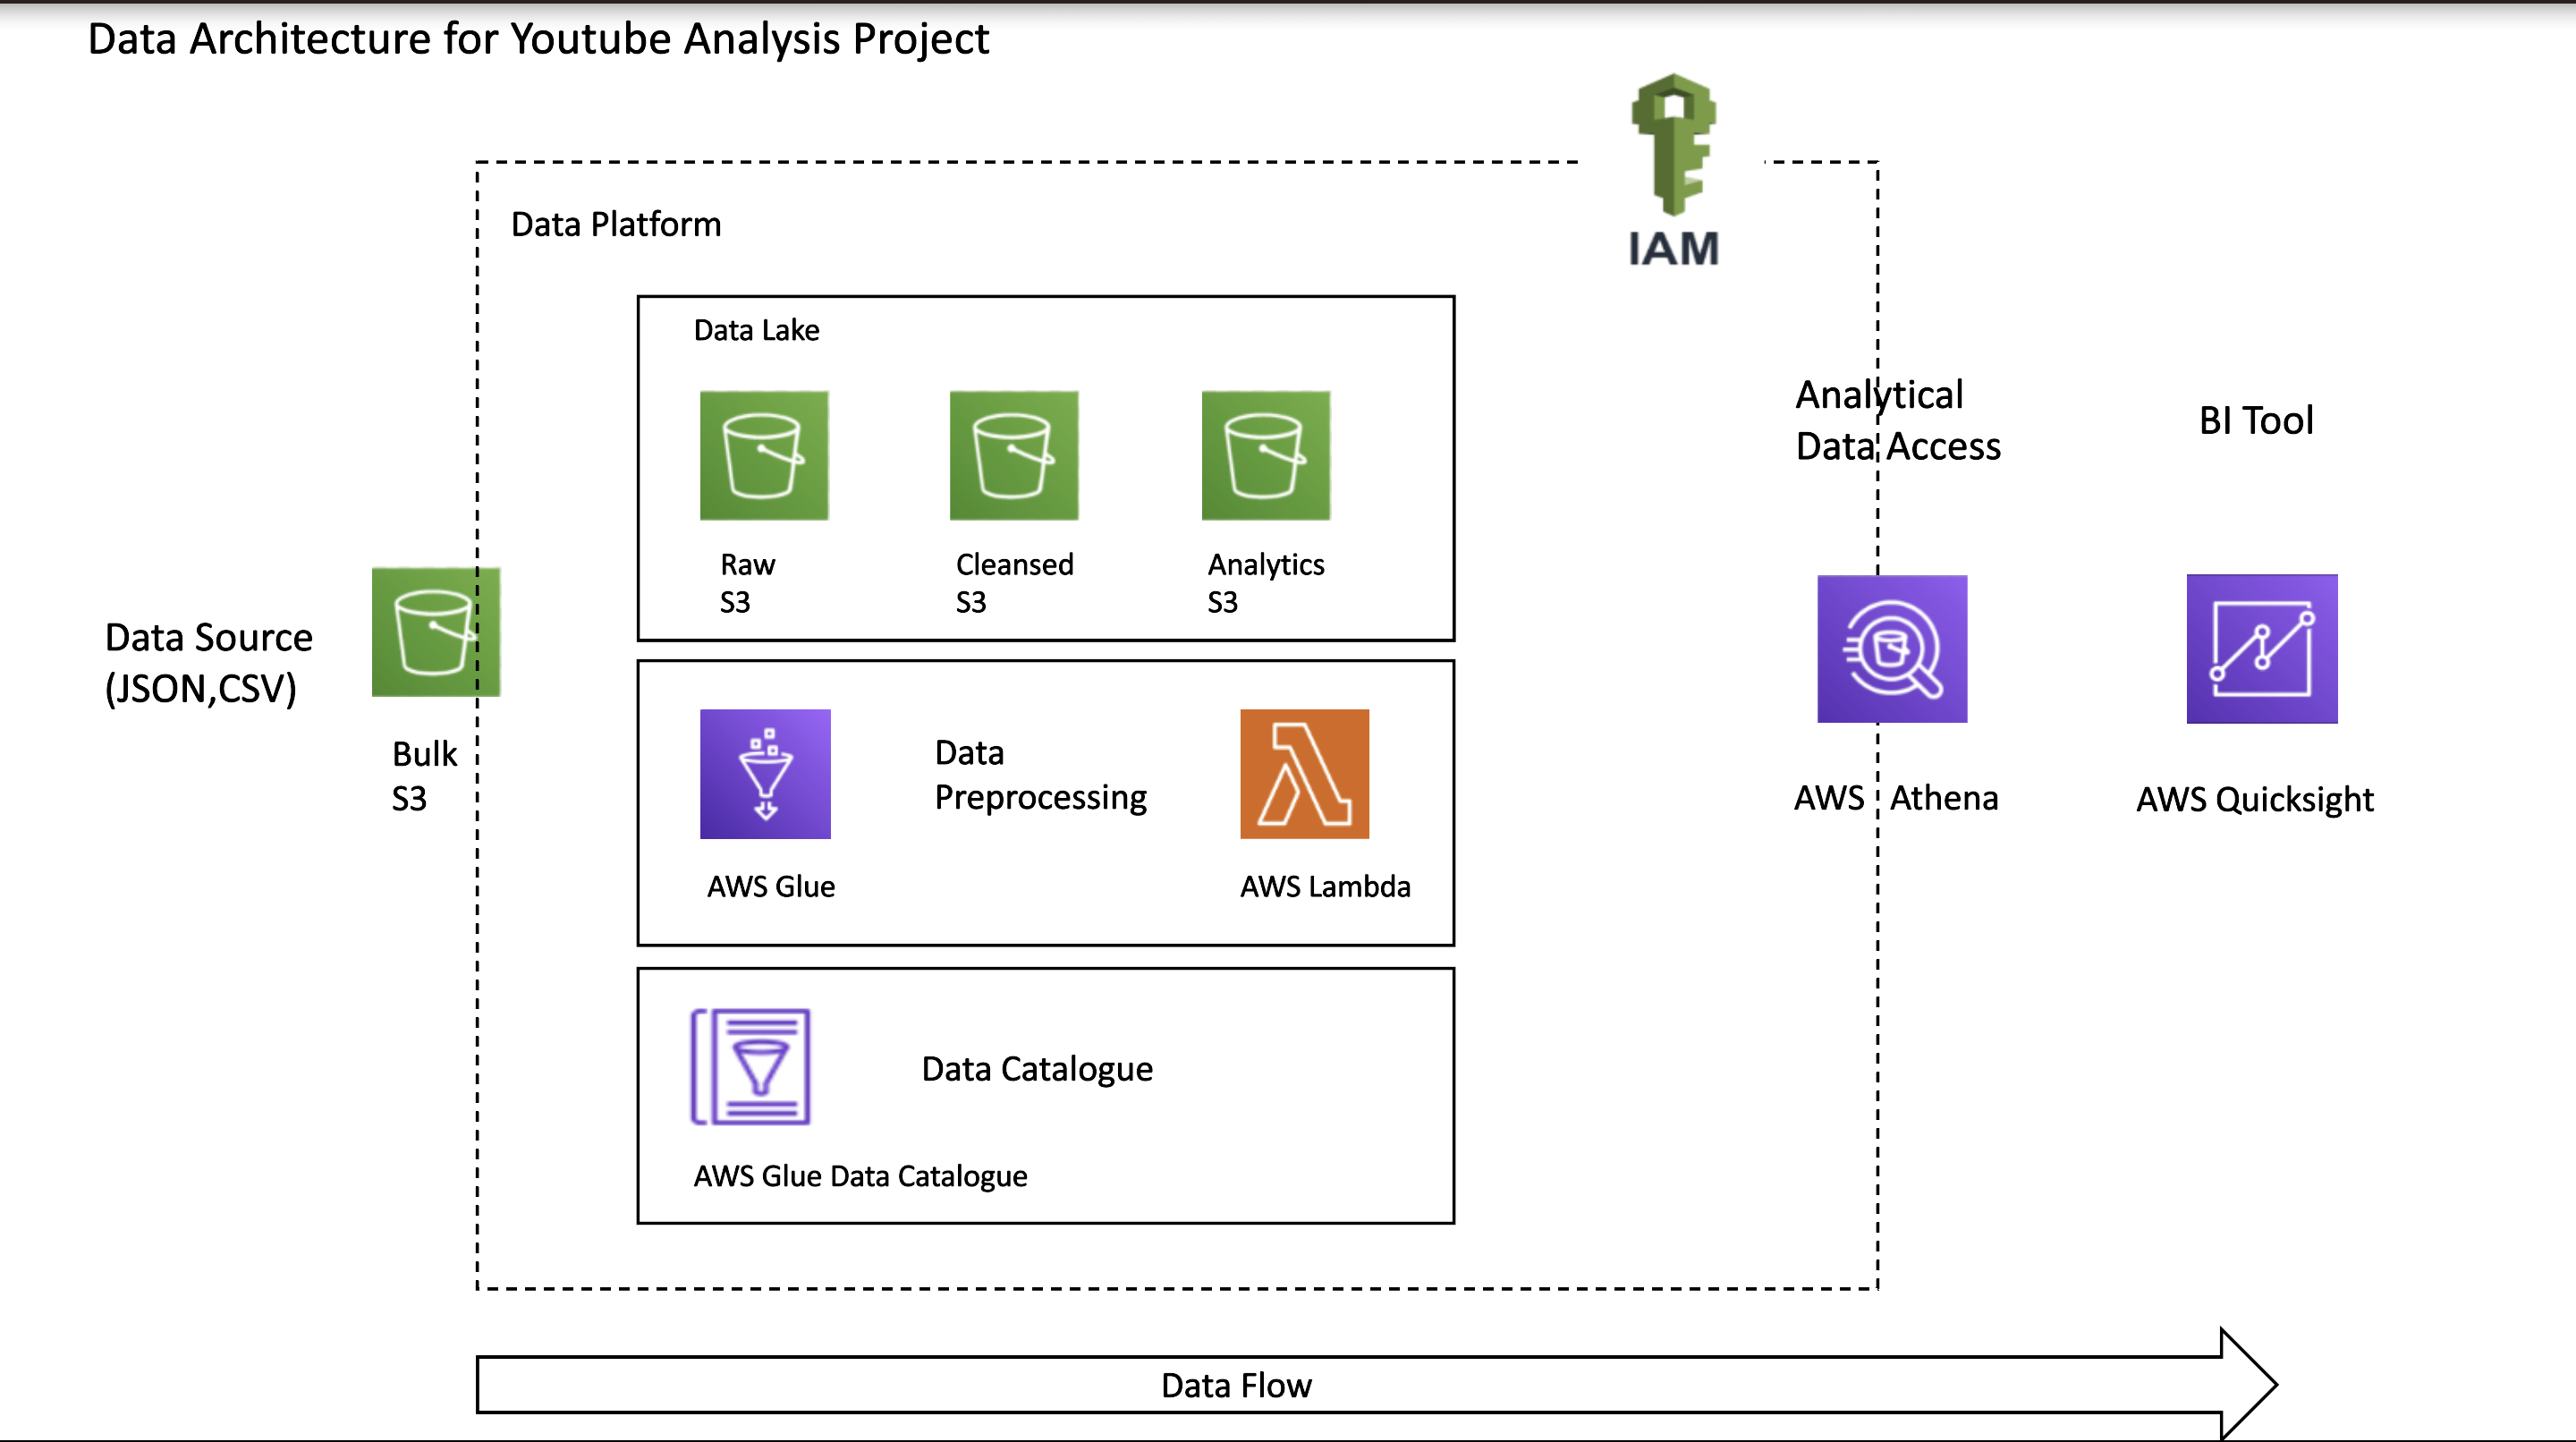 Data Architecture for Youtube Analysis Project
IAM
Data Platform
Data Lake
Raw
S3
Cleansed
S3
Analytics
S3
Data Source
(JSON,CSV)
Bulk
S3
Data
Preprocessing
AWS Glue
AWS Lambda
Data Catalogue
AWS Glue Data Catalogue
Analytical
Data Access
AWS Athena
BI Tool
AWS Quicksight
Data Flow